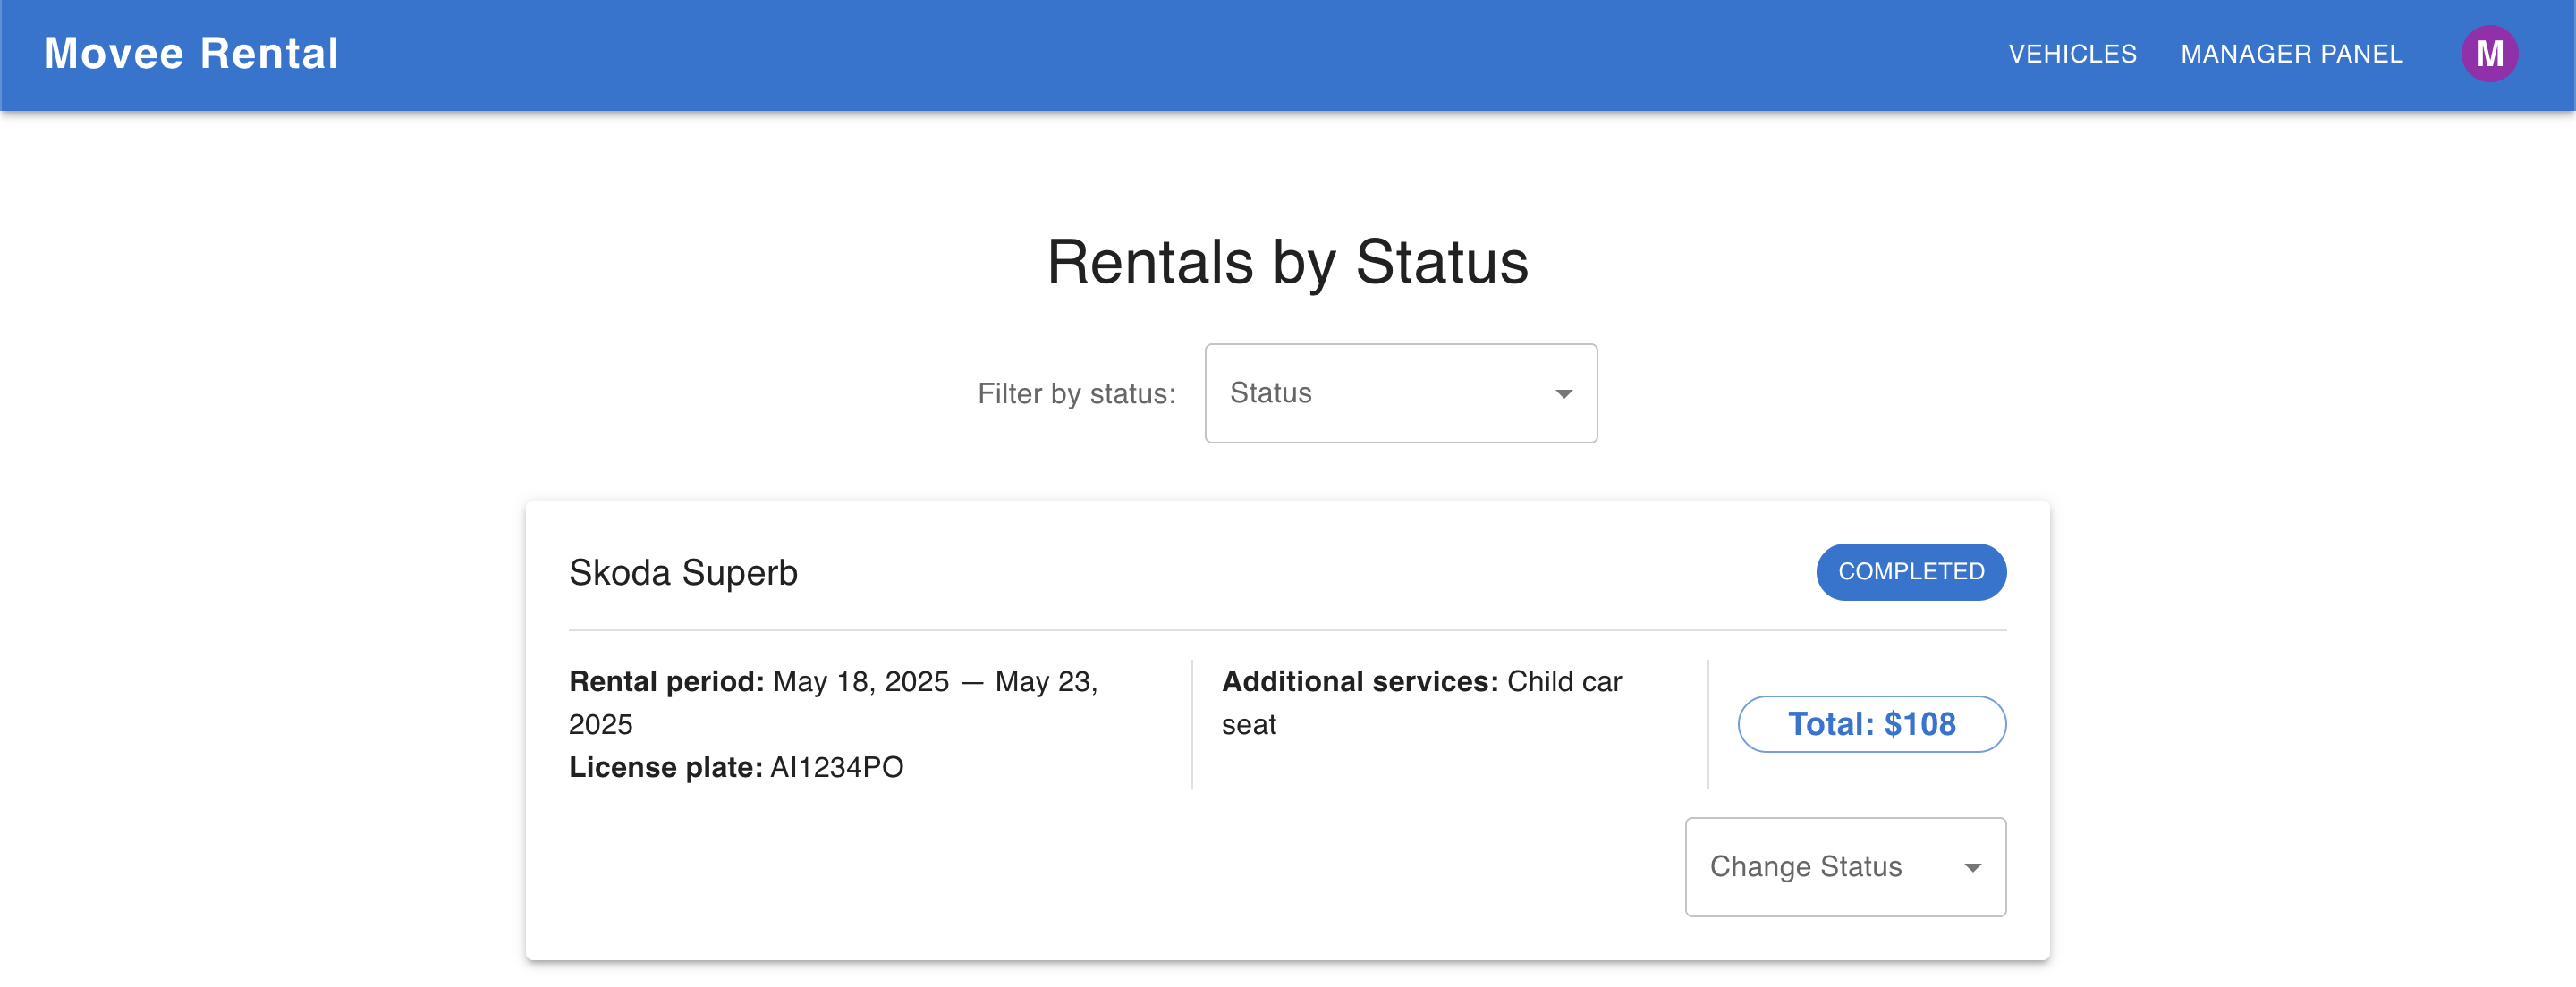 Movee Rental
VEHICLES
MANAGER PANEL
M
Rentals by Status
Filter by status:
Status
Skoda Superb
COMPLETED
Rental period: May 18, 2025 — May 23,
2025
License plate: AI1234PO
Additional services: Child car
seat
Total: $108
Change Status